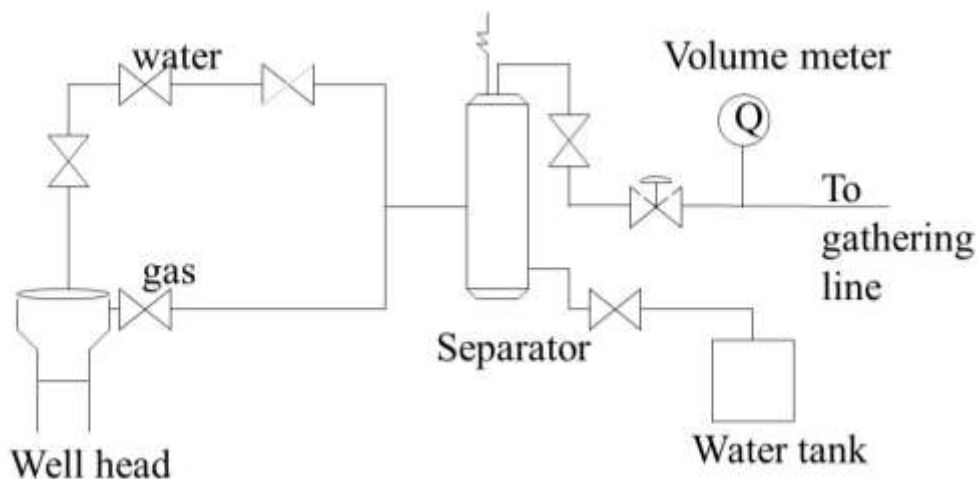 water
Volume meter
Q
To
gathering
line
gas
Separator
Water tank
Well head